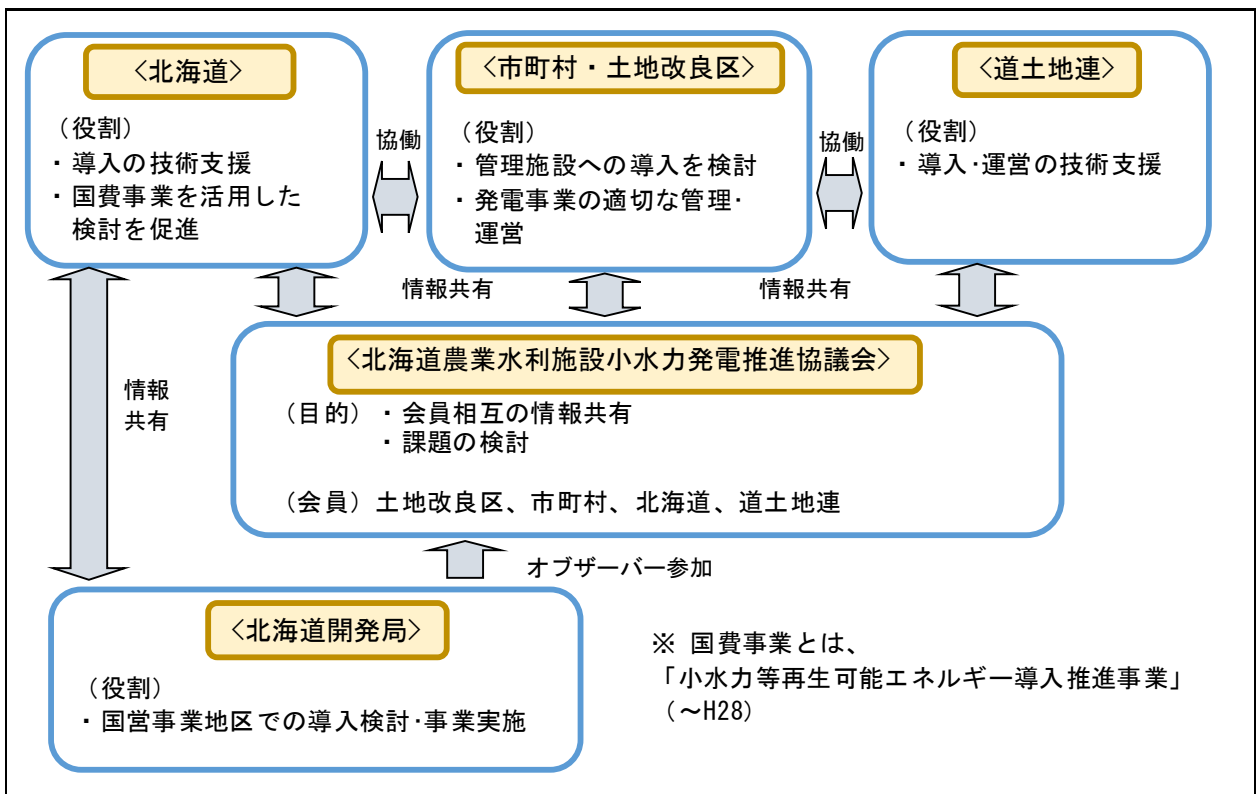 〈北海道〉
（役割）
・導入の技術支援
・国費事業を活用した
検討を促進
協働
〈市町村・土地改良区〉
（役割）
・管理施設への導入を検討
・発電事業の適切な管理･
運営
協働
〈道土地連〉
（役割）
・導入･運営の技術支援
情報共有
情報共有
情報
共有
〈北海道農業水利施設小水力発電推進協議会〉
（目的）・会員相互の情報共有
・課題の検討
（会員）土地改良区、市町村、北海道、道土地連
オブザーバー参加
〈北海道開発局〉
（役割）
・国営事業地区での導入検討･事業実施
※ 国費事業とは、
「小水力等再生可能エネルギー導入推進事業」
（～H28）